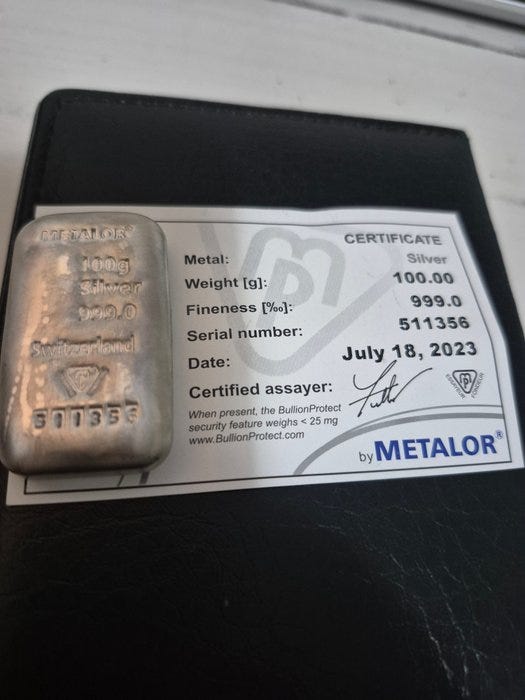 METALOR®
100g
Silver
999.0
Switzerland
511356
CERTIFICATE
Metal: Silver
Weight [g]: 100.00
Fineness [‰]: 999.0
Serial number: 511356
Date: July 18, 2023
Certified assayer:
When present, the BullionProtect
security feature weighs < 25 mg
www.BullionProtect.com
by METALOR®